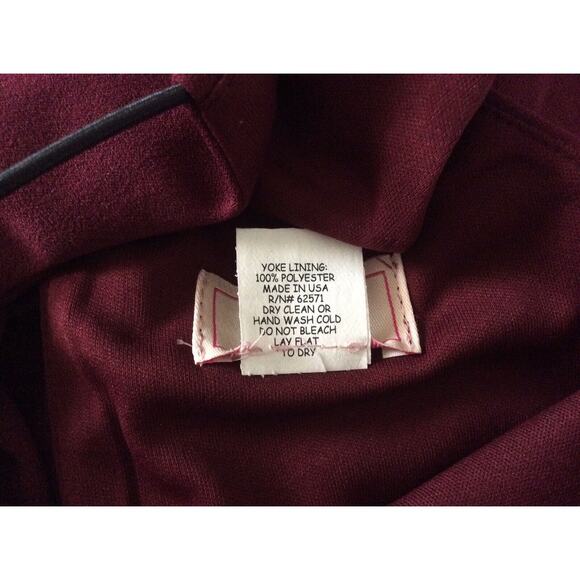 YOKE LINING:
100% POLYESTER
MADE IN USA
R/N# 62571
DRY CLEAN OR
HAND WASH COLD
DO NOT BLEACH
LAY FLAT
TO DRY